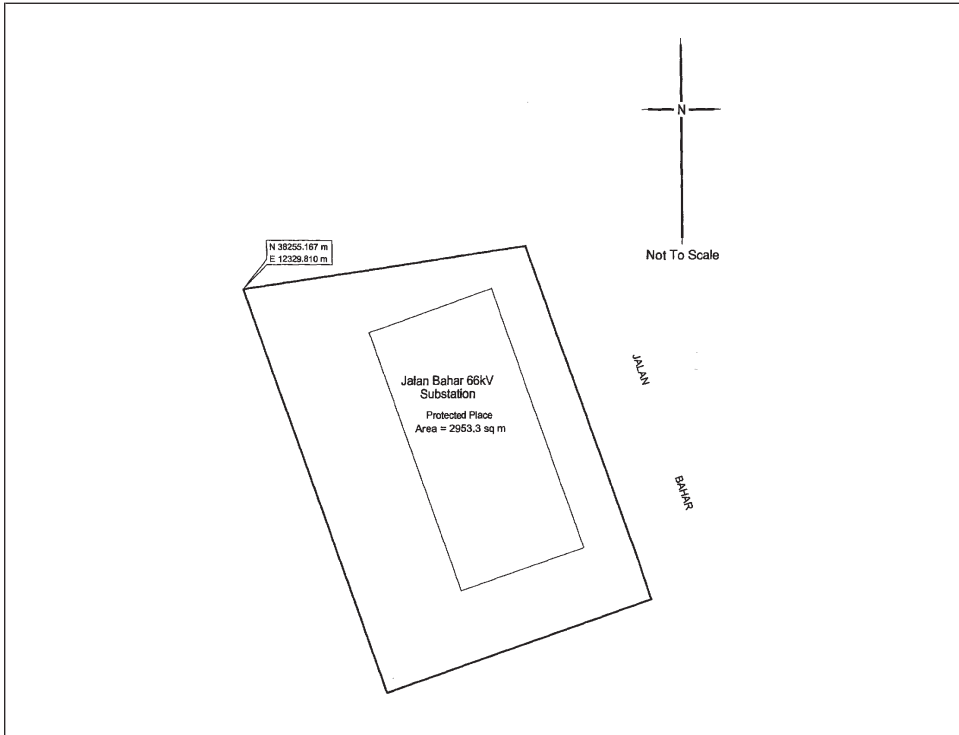 N
Not To Scale
N 38255.167 m
E 12329.810 m
JALAN
Jalan Bahar 66kV
Substation
Protected Place
Area = 2953.3 sq m
BAHAR